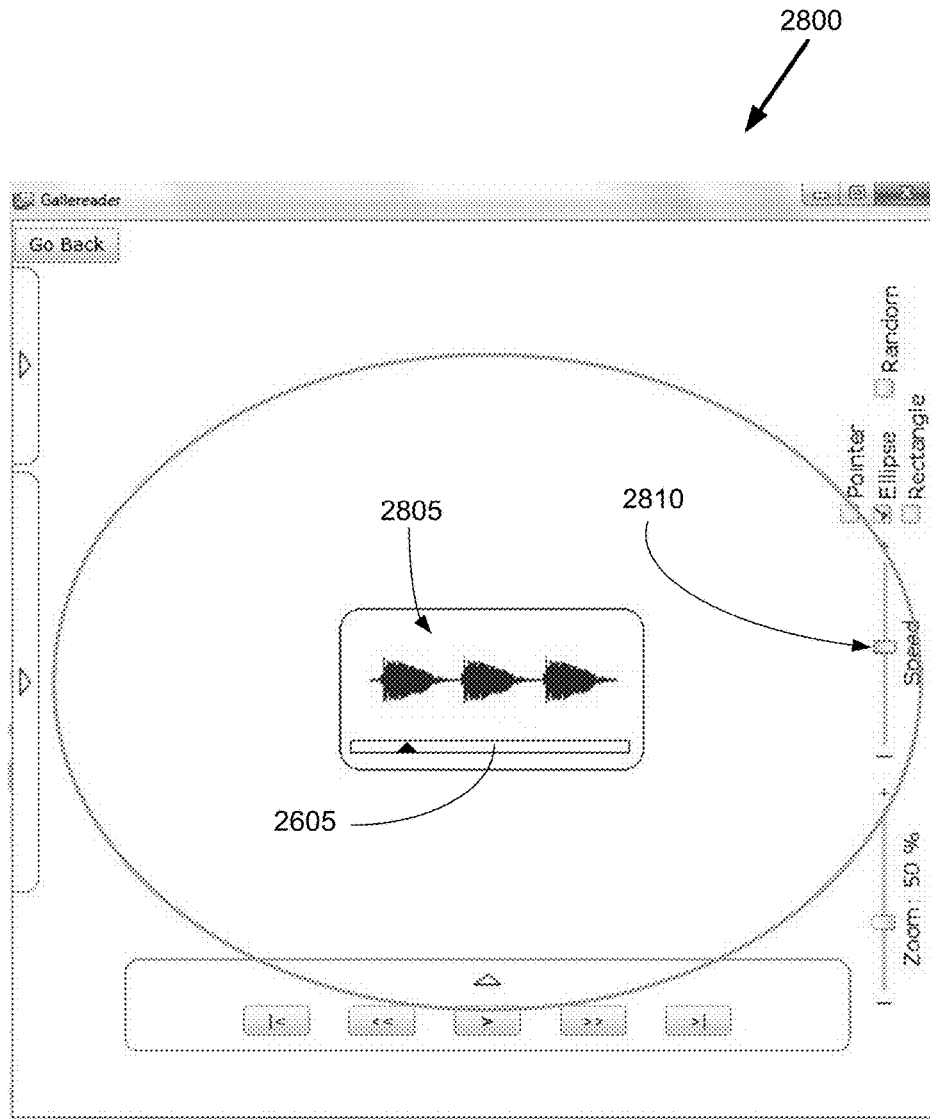 2800
Gallereader
Go Back
Random
Pointer
Ellipse
Rectangle
2805
2810
Speed
+
2605
Zoom: 50 %
|<
<<
>
>>
>|